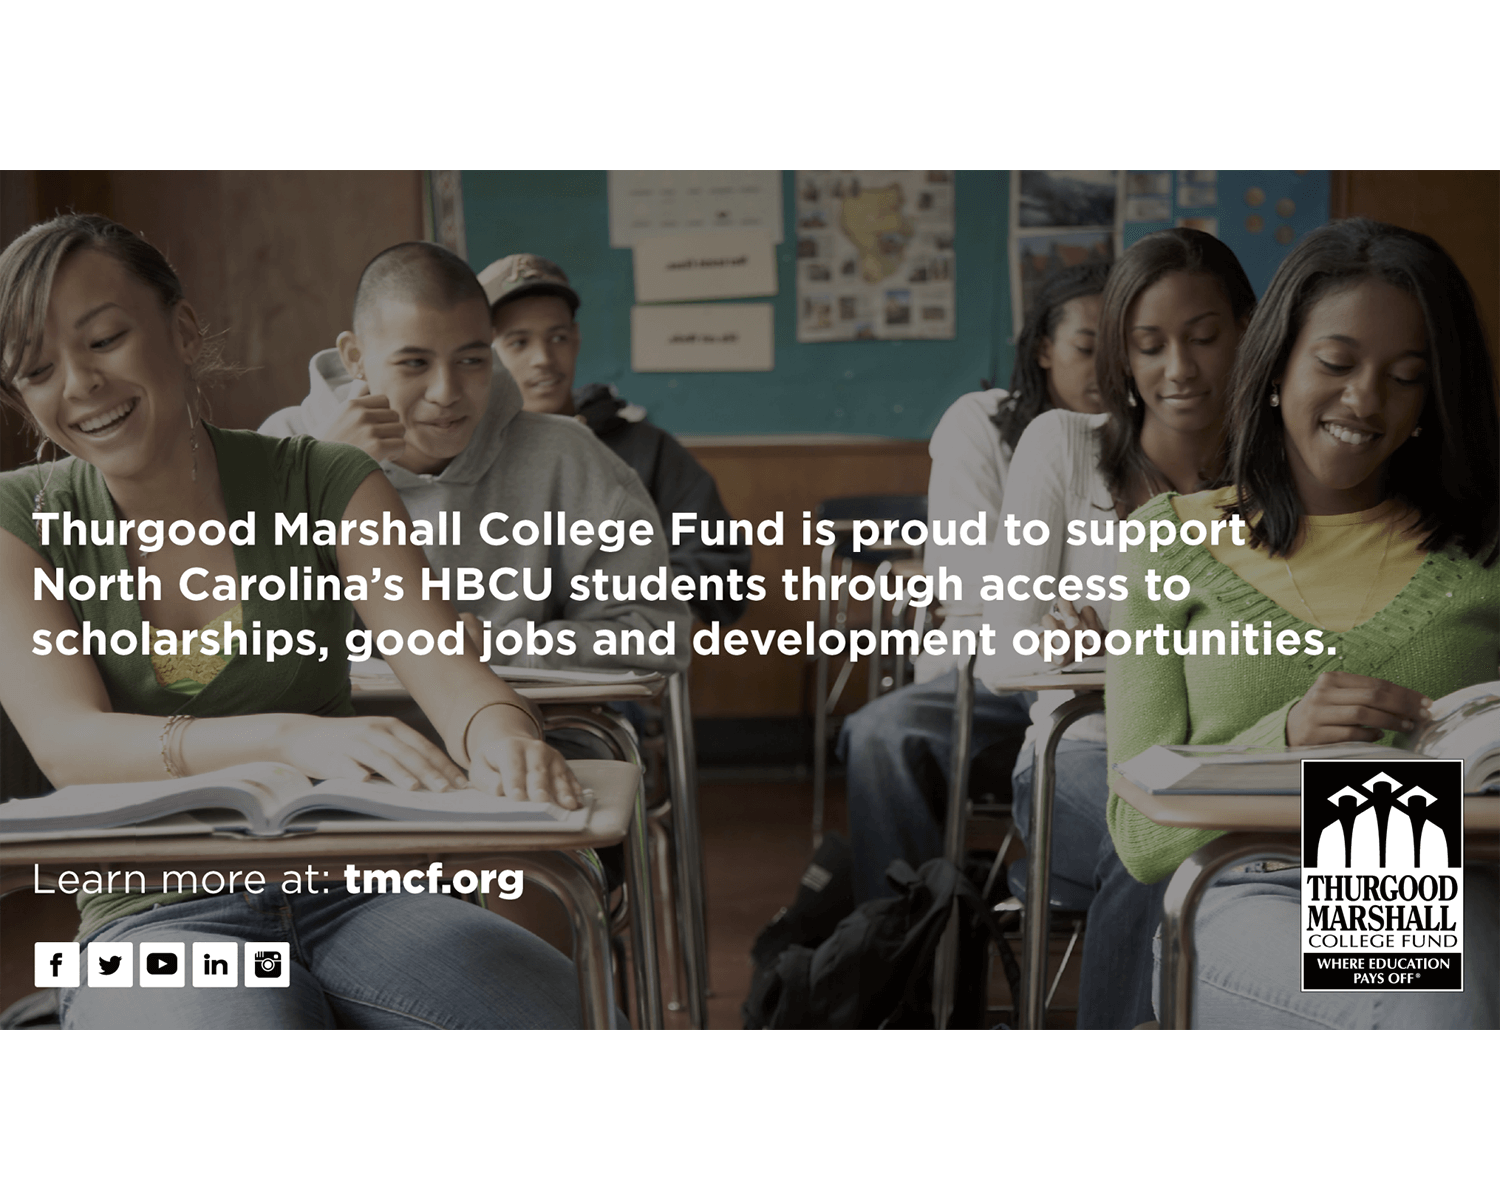 Thurgood Marshall College Fund is proud to support
North Carolina’s HBCU students through access to
scholarships, good jobs and development opportunities.
Learn more at: tmcf.org
f
in
THURGOOD
MARSHALL
COLLEGE FUND
WHERE EDUCATION
PAYS OFF®